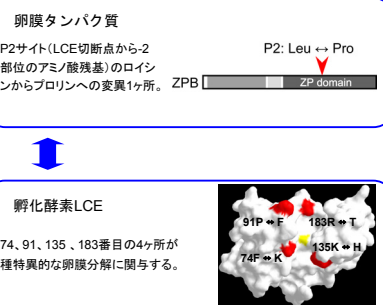 卵膜タンパク質
P2サイト(LCE切断点から-2
部位のアミノ酸残基)のロイシ
ンからプロリンへの変異1ヶ所。
P2: Leu ↔ Pro
ZPB
ZP domain
孵化酵素LCE
74、91、135 、183番目の4ヶ所が
種特異的な卵膜分解に関与する。
91P ⇔ F
183R ⇔ T
135K ⇔ H
74F ⇔ K